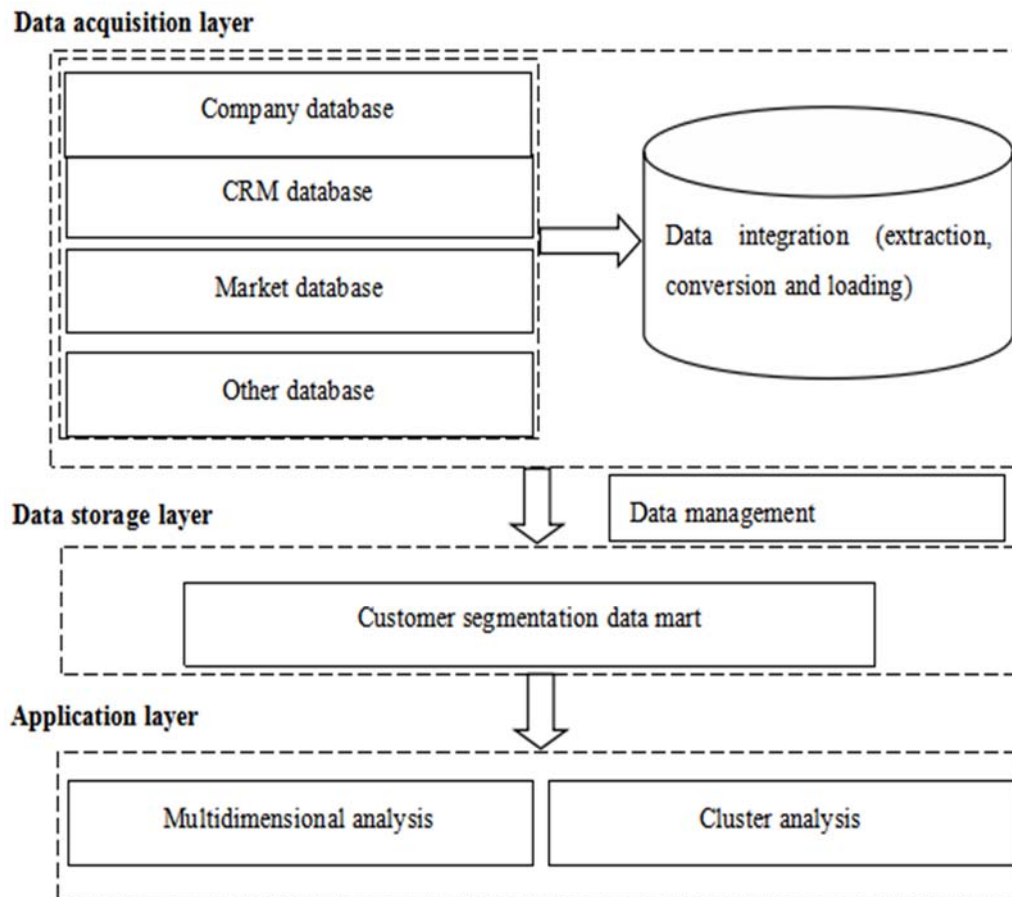 Data acquisition layer
Company database
CRM database
Market database
Other database
Data integration (extraction,
conversion and loading)
Data storage layer
Data management
Customer segmentation data mart
Application layer
Multidimensional analysis
Cluster analysis